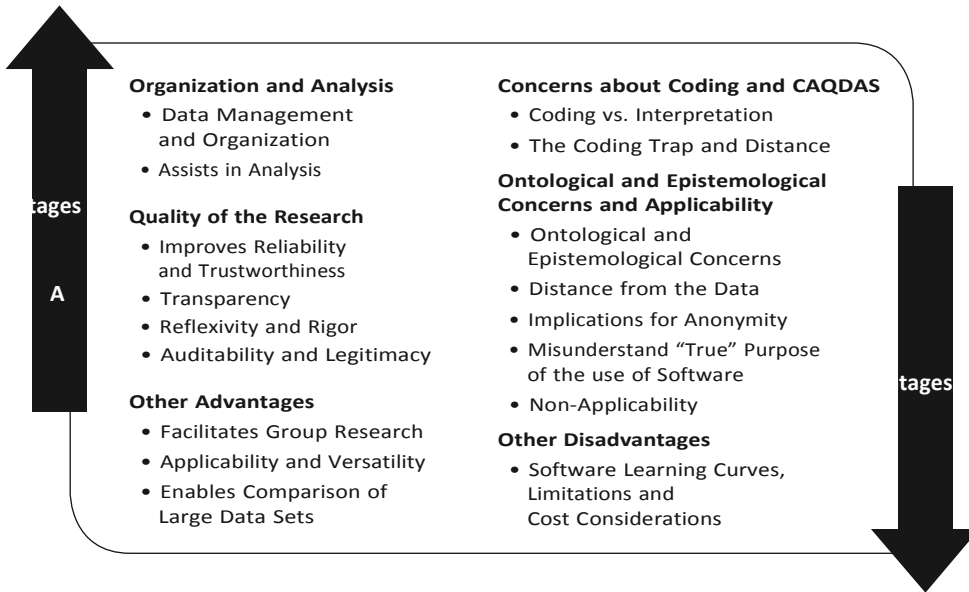 tages
A
Organization and Analysis
• Data Management
and Organization
• Assists in Analysis
Quality of the Research
• Improves Reliability
and Trustworthiness
• Transparency
• Reflexivity and Rigor
• Auditability and Legitimacy
Other Advantages
• Facilitates Group Research
• Applicability and Versatility
• Enables Comparison of
Large Data Sets
Concerns about Coding and CAQDAS
• Coding vs. Interpretation
• The Coding Trap and Distance
Ontological and Epistemological
Concerns and Applicability
• Ontological and
Epistemological Concerns
• Distance from the Data
• Implications for Anonymity
• Misunderstand “True” Purpose
of the use of Software
• Non-Applicability
Other Disadvantages
• Software Learning Curves,
Limitations and
Cost Considerations
tages